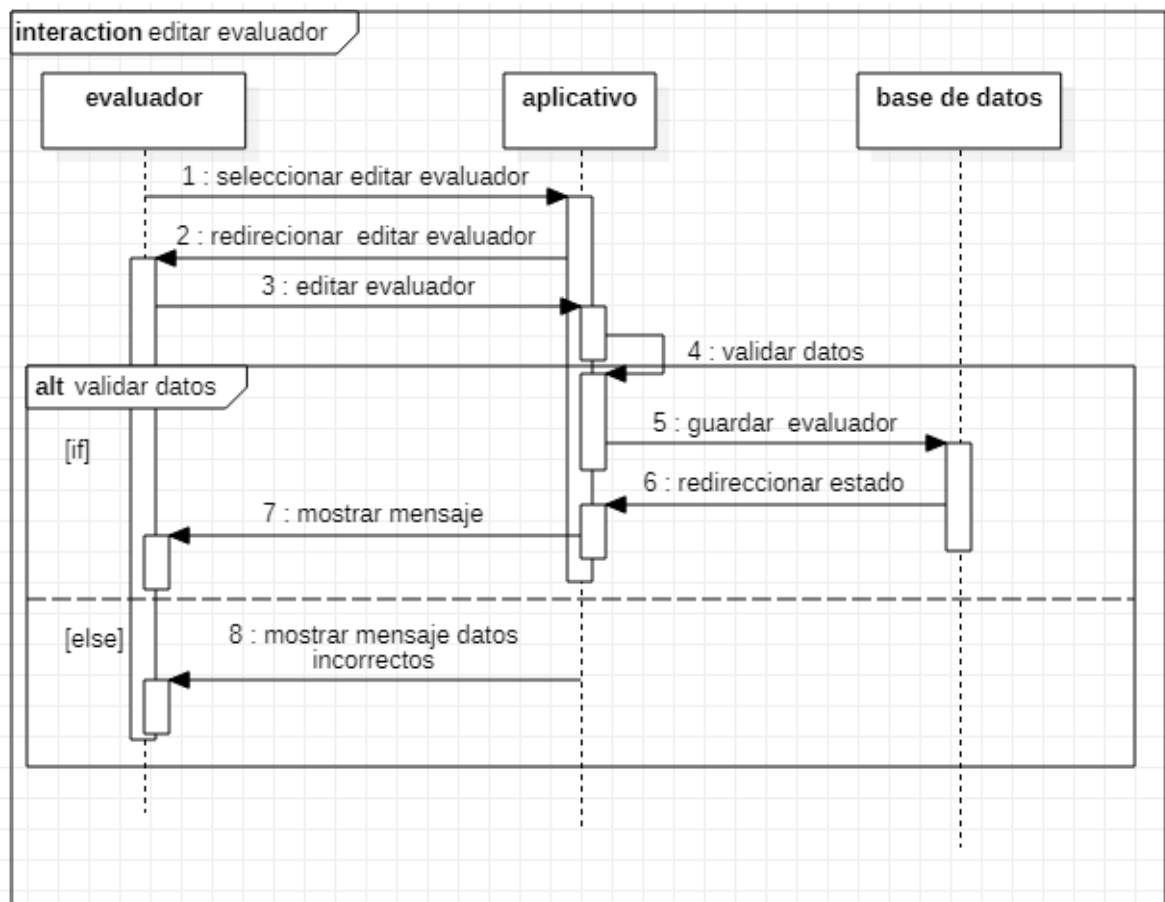 interaction editar evaluador
evaluador
aplicativo
base de datos
1 : seleccionar editar evaluador
2 : redirecionar editar evaluador
3 : editar evaluador
4 : validar datos
alt validar datos
5 : guardar evaluador
[if]
6 : redireccionar estado
7 : mostrar mensaje
[else]
8 : mostrar mensaje datos
incorrectos